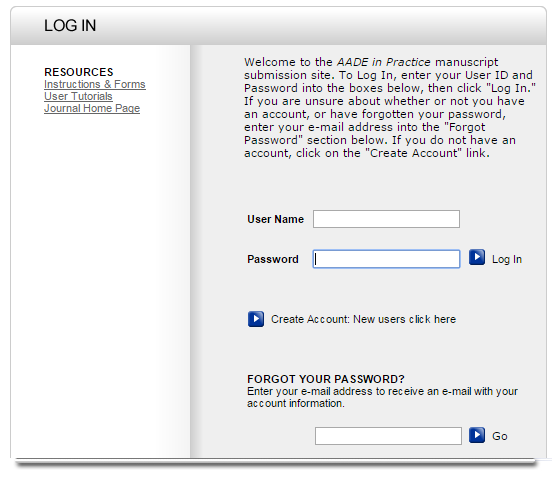 LOG IN
RESOURCES
Instructions & Forms
User Tutorials
Journal Home Page
Welcome to the AADE in Practice manuscript
submission site. To Log In, enter your User ID and
Password into the boxes below, then click "Log In."
If you are unsure about whether or not you have
an account, or have forgotten your password,
enter your e-mail address into the "Forgot
Password" section below. If you do not have an
account, click on the "Create Account" link.
User Name
Password
Log In
Create Account: New users click here
FORGOT YOUR PASSWORD?
Enter your e-mail address to receive an e-mail with your
account information.
Go